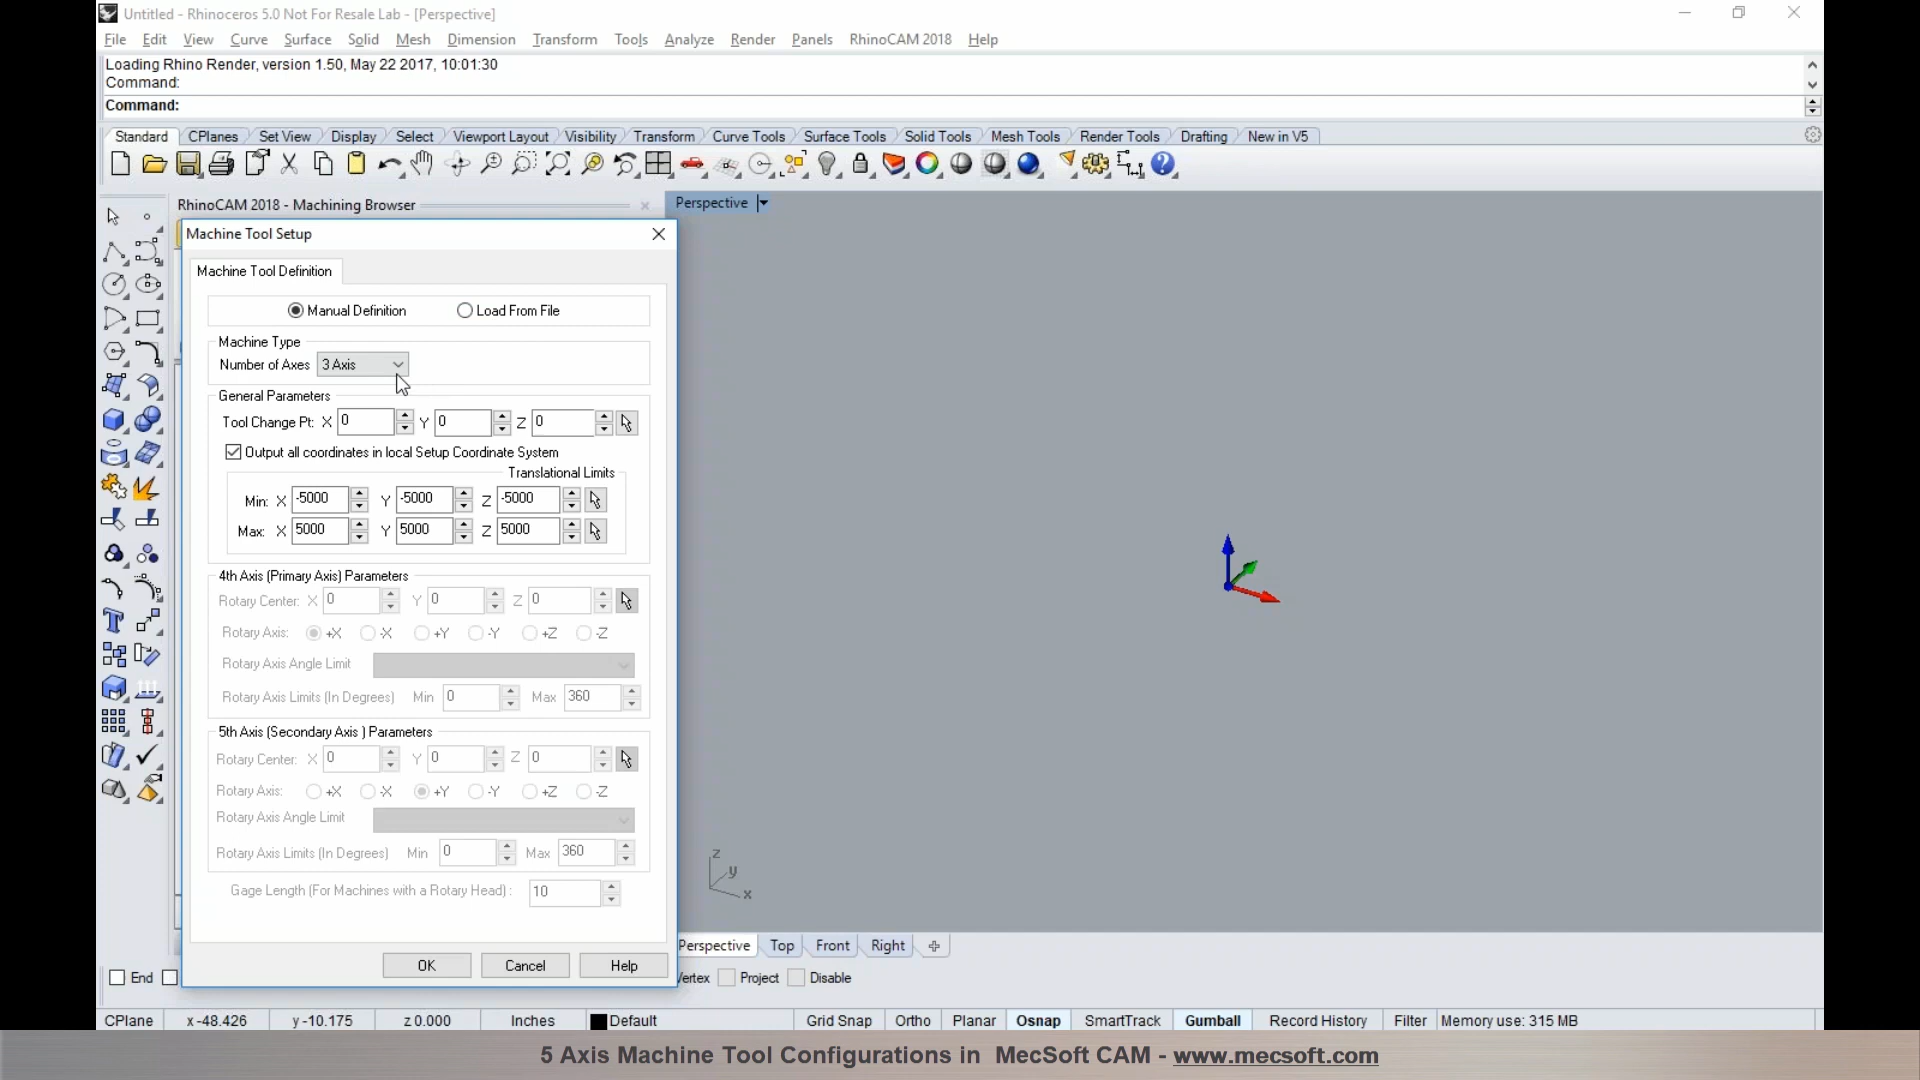 Untitled - Rhinoceros 5.0 Not For Resale Lab - [Perspective]
File Edit View Curve Surface Solid Mesh Dimension Transform Tools Analyze Render Panels RhinoCAM 2018 Help
Loading Rhino Render, version 1.50, May 22 2017, 10:01:30
Command:
Command:
Standard CPlanes Set View Display Select Viewport Layout Visibility Transform Curve Tools Surface Tools Solid Tools Mesh Tools Render Tools Drafting New in V5
RhinoCAM 2018 - Machining Browser
Perspective
Machine Tool Setup
Machine Tool Definition
Manual Definition Load From File
Machine Type
Number of Axes 3 Axis
General Parameters
Tool Change Pt: X 0 Y 0 Z 0
Output all coordinates in local Setup Coordinate System
Translational Limits
Min: X -5000 Y -5000 Z -5000
Max: X 5000 Y 5000 Z 5000
4th Axis (Primary Axis) Parameters
Rotary Center: X 0 Y 0 Z 0
Rotary Axis: +X -X +Y -Y +Z -Z
Rotary Axis Angle Limit
Rotary Axis Limits (In Degrees) Min 0 Max 360
5th Axis (Secondary Axis ) Parameters
Rotary Center: X 0 Y 0 Z 0
Rotary Axis: +X -X +Y -Y +Z -Z
Rotary Axis Angle Limit
Rotary Axis Limits (In Degrees) Min 0 Max 360
Gage Length (For Machines with a Rotary Head) : 10
OK Cancel Help
z
y
x
Perspective Top Front Right
End Vertex Project Disable
CPlane x -48.426 y -10.175 z 0.000 Inches Default Grid Snap Ortho Planar Osnap SmartTrack Gumball Record History Filter Memory use: 315 MB
5 Axis Machine Tool Configurations in MecSoft CAM - www.mecsoft.com